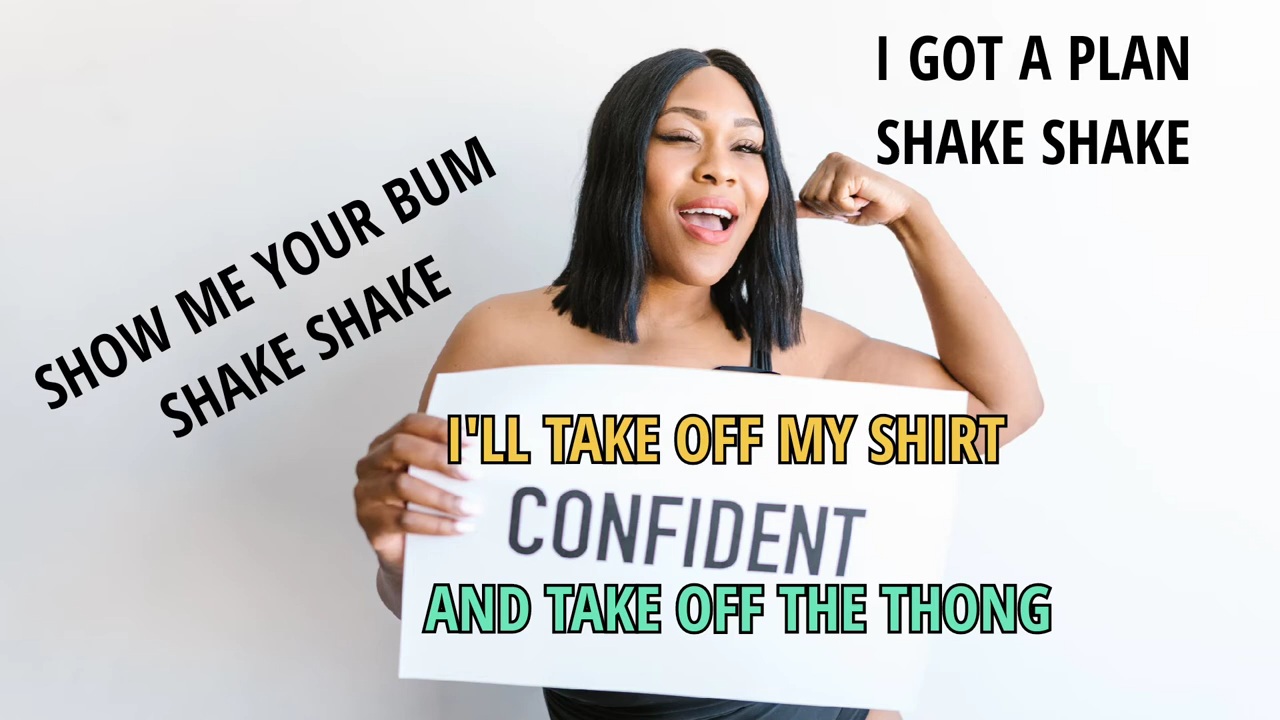 SHOW ME YOUR BUM
SHAKE SHAKE
I GOT A PLAN
SHAKE SHAKE
I'LL TAKE OFF MY SHIRT
CONFIDENT
AND TAKE OFF THE THONG